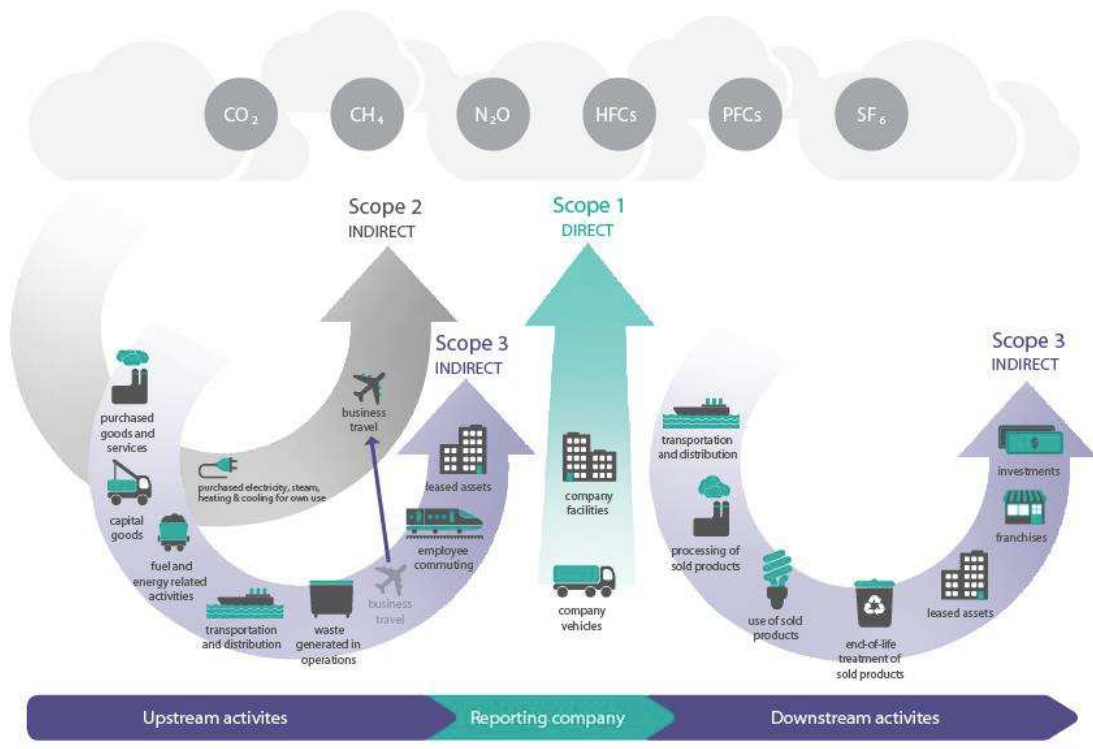 CO₂
CH₄
N₂O
HFCs
PFCs
SF₆
Scope 2
INDIRECT
Scope 1
DIRECT
Scope 3
INDIRECT
Scope 3
INDIRECT
purchased
goods and
services
capital
goods
fuel and
energy related
activities
purchased electricity, steam,
heating & cooling for own use
transportation
and distribution
waste
generated in
operations
business
travel
business
travel
employee
commuting
leased assets
company
facilities
company
vehicles
transportation
and distribution
processing of
sold products
use of sold
products
end-of-life
treatment of
sold products
leased assets
franchises
investments
$
Upstream activites
Reporting company
Downstream activites